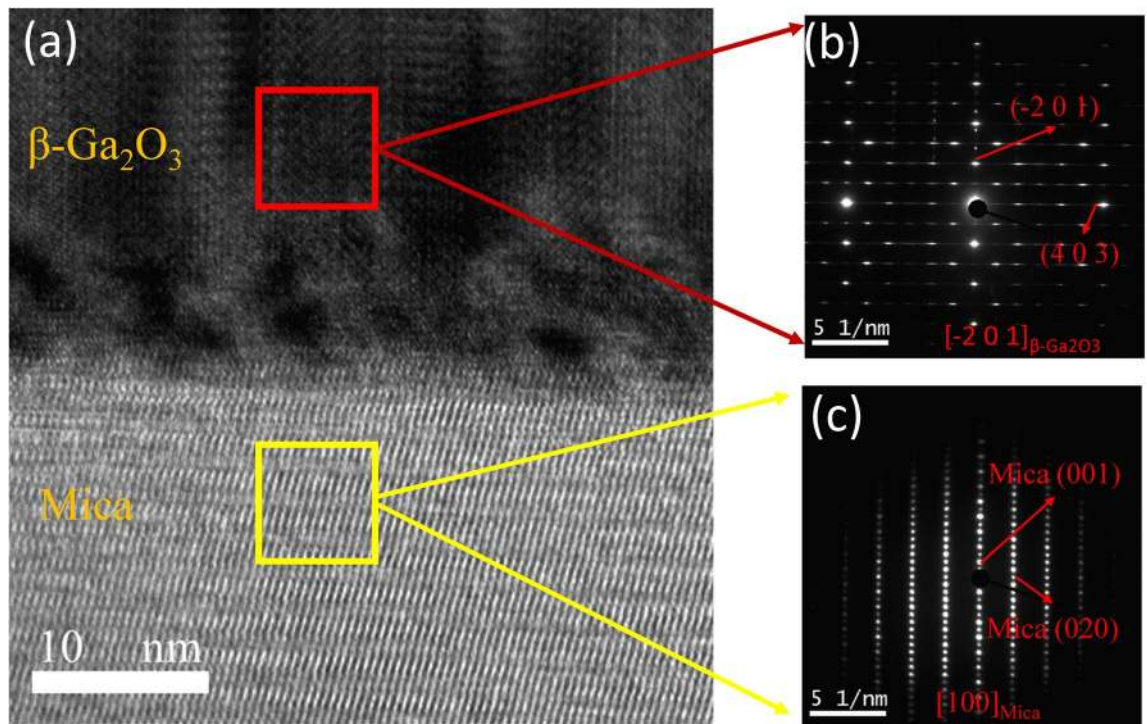 (a)
β-Ga₂O₃
Mica
10 nm
(b)
(-2 0 1)
(4 0 3)
5 1/nm
[-2 0 1]β-Ga2O3
(c)
Mica (001)
Mica (020)
5 1/nm
[100]Mica